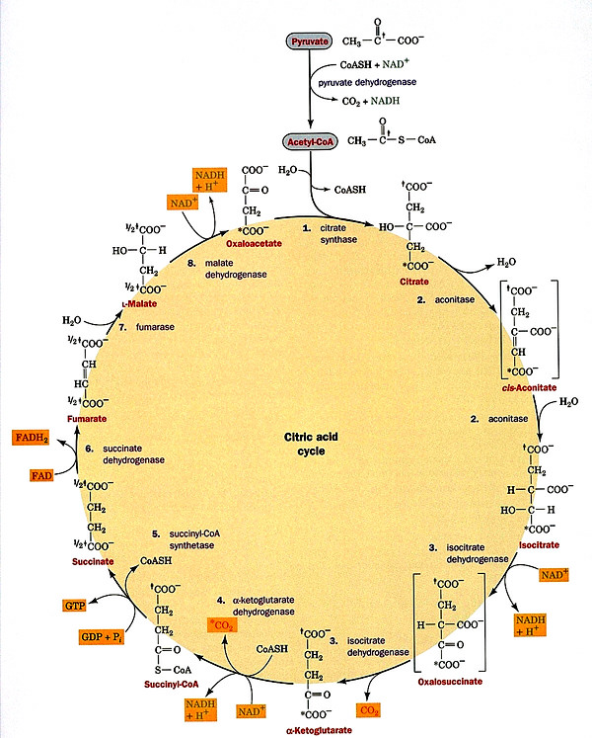 Pyruvate
CH₃—C†—COO⁻
O
CoASH + NAD⁺
pyruvate dehydrogenase
CO₂ + NADH
Acetyl-CoA
CH₃—C†—S—CoA
O
H₂O
CoASH
1. citrate
synthase
†COO⁻
CH₂
HO—C—COO⁻
CH₂
*COO⁻
Citrate
H₂O
2. aconitase
†COO⁻
CH₂
C—COO⁻
CH
*COO⁻
cis-Aconitate
H₂O
2. aconitase
†COO⁻
CH₂
H—C—COO⁻
HO—C—H
*COO⁻
Isocitrate
3. isocitrate
dehydrogenase
NAD⁺
NADH
+ H⁺
†COO⁻
CH₂
H—C—COO⁻
C=O
*COO⁻
Oxalosuccinate
3. isocitrate
dehydrogenase
CO₂
†COO⁻
CH₂
CH₂
C=O
*COO⁻
α-Ketoglutarate
4. α-ketoglutarate
dehydrogenase
*CO₂
CoASH
NAD⁺
NADH
+ H⁺
†COO⁻
CH₂
CH₂
C=O
S—CoA
Succinyl-CoA
5. succinyl-CoA
synthetase
CoASH
GTP
GDP + Pᵢ
½†COO⁻
CH₂
CH₂
½†COO⁻
Succinate
6. succinate
dehydrogenase
FADH₂
FAD
½†COO⁻
CH
HC
½†COO⁻
Fumarate
7. fumarase
H₂O
½†COO⁻
HO—C—H
CH₂
½†COO⁻
L-Malate
8. malate
dehydrogenase
NAD⁺
NADH
+ H⁺
COO⁻
C=O
CH₂
*COO⁻
Oxaloacetate
Citric acid
cycle